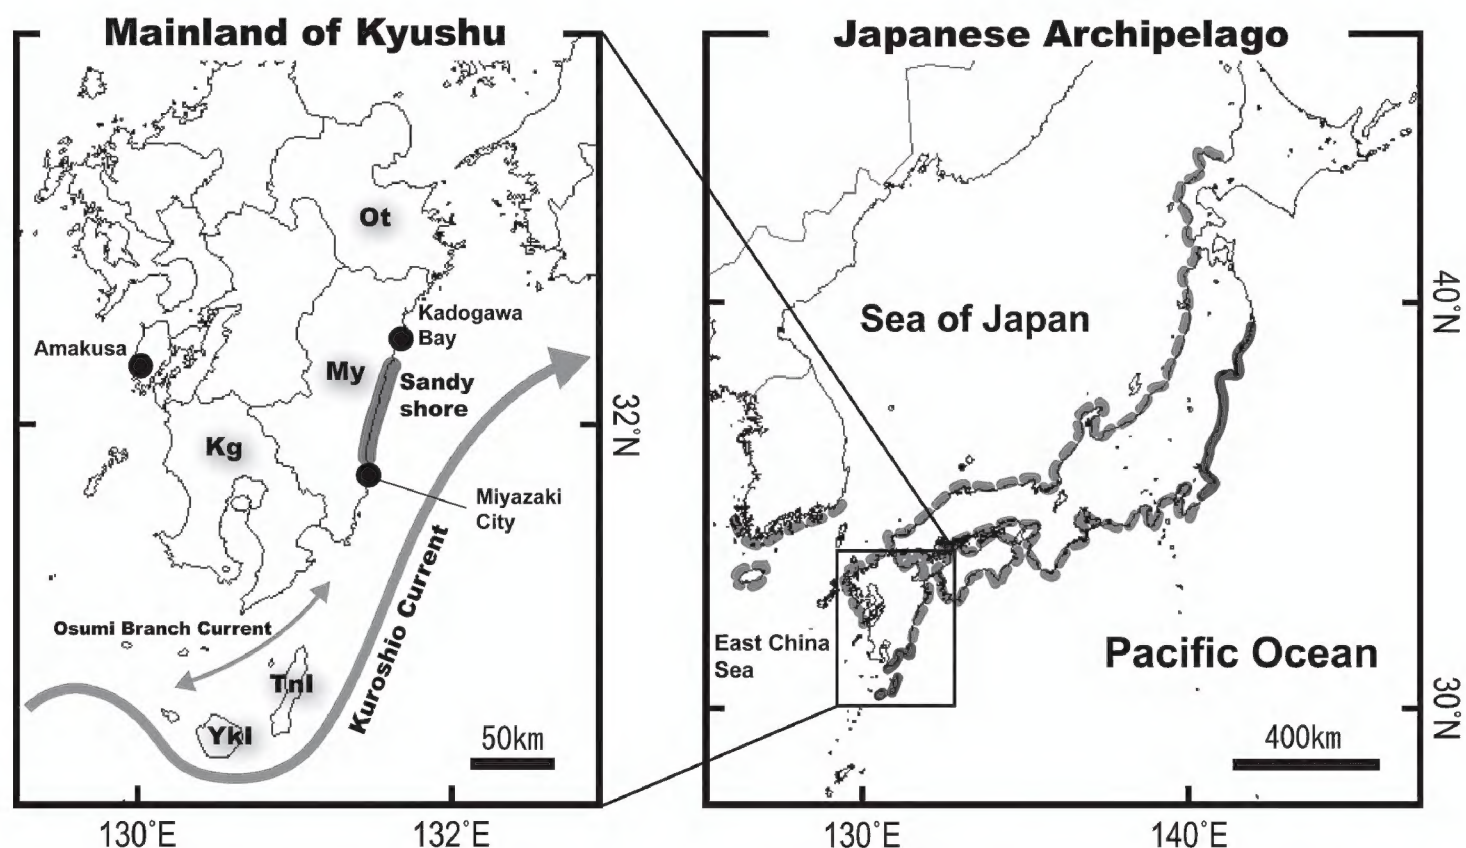 Mainland of Kyushu
Ot
Kadogawa
Bay
Amakusa
My
Sandy
shore
Kg
32°N
Miyazaki
City
Kuroshio Current
Osumi Branch Current
TnI
YkI
50km
130°E
132°E
Japanese Archipelago
40°N
Sea of Japan
East China
Sea
Pacific Ocean
30°N
400km
130°E
140°E